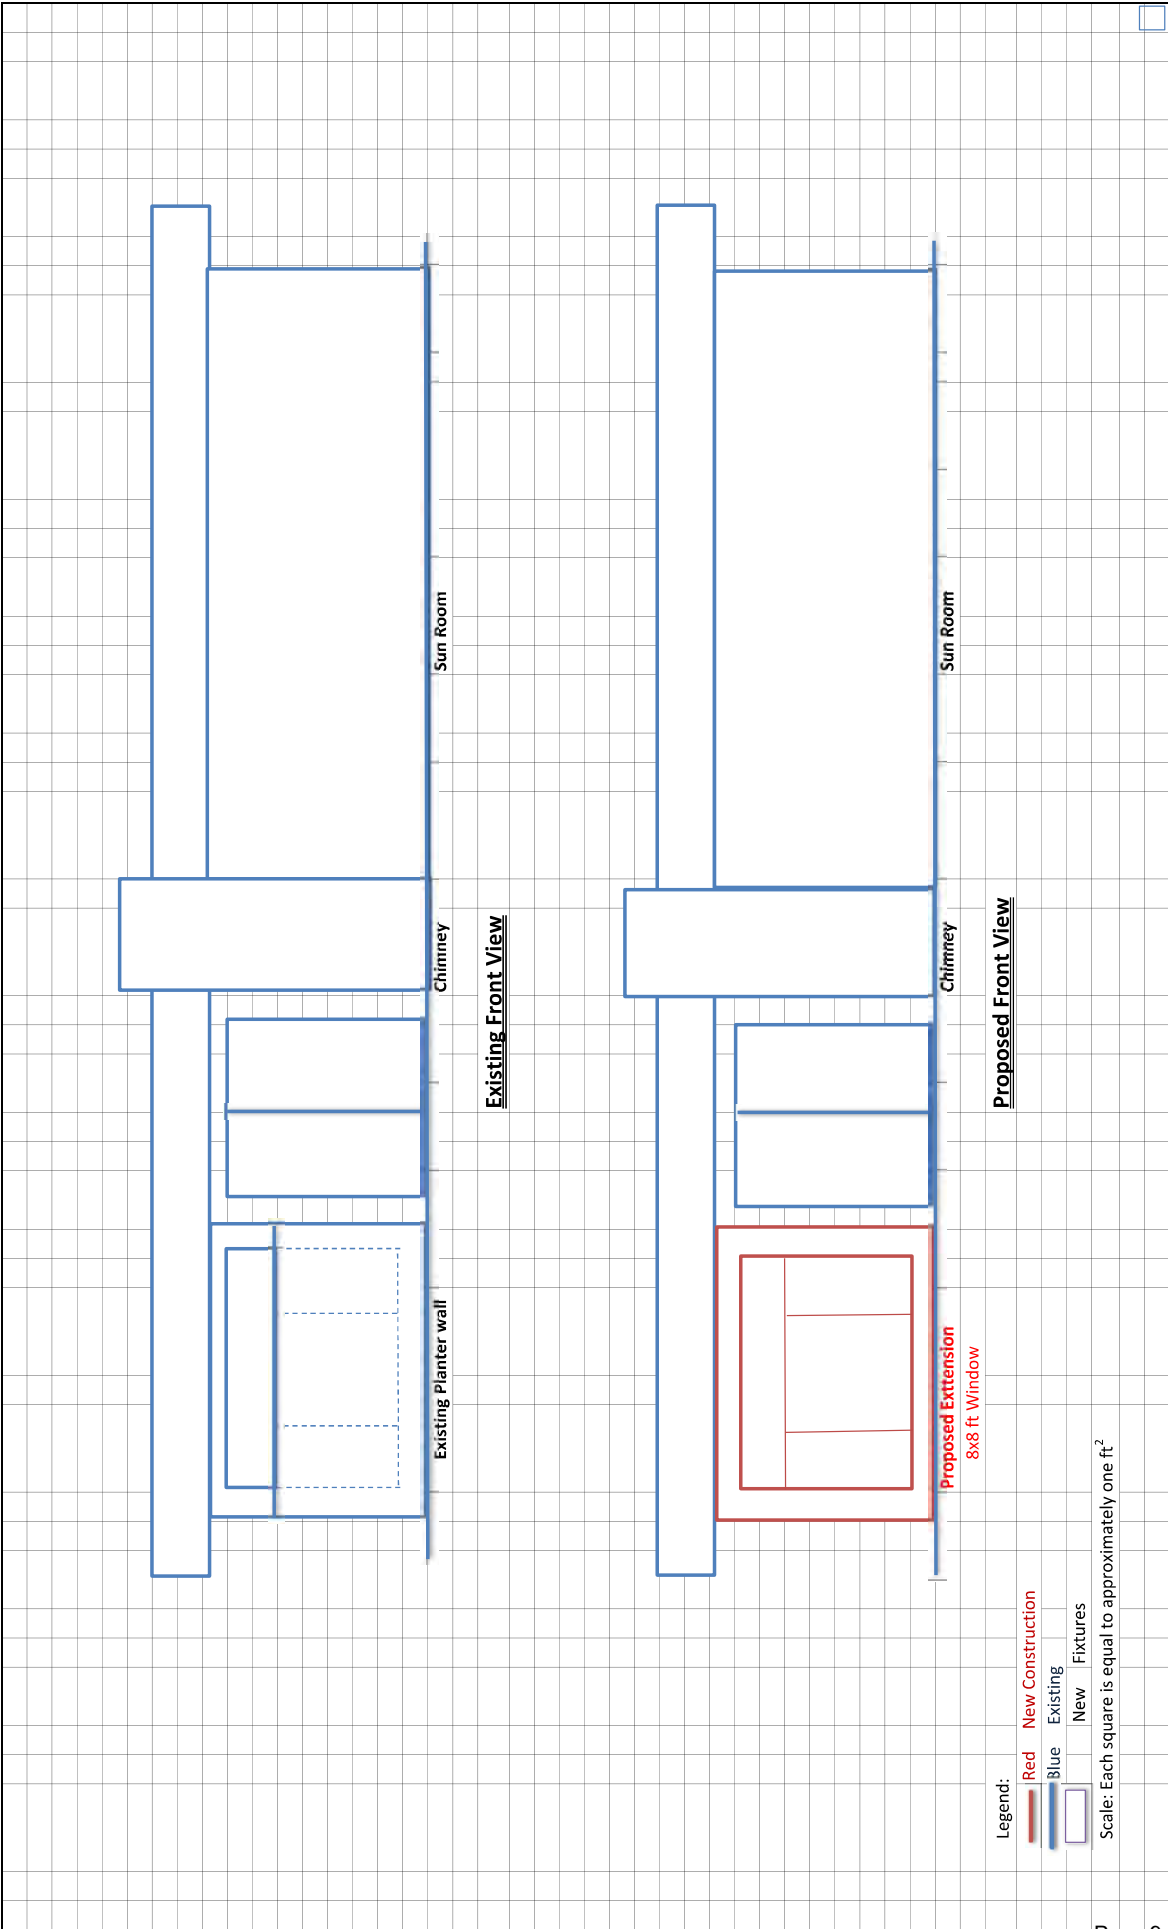 Existing Planter wall
Chimney
Sun Room
Existing Front View
Proposed Exttension
8x8 ft Window
Chimney
Sun Room
Proposed Front View
Legend:
Red New Construction
Blue Existing
New Fixtures
Scale: Each square is equal to approximately one ft²